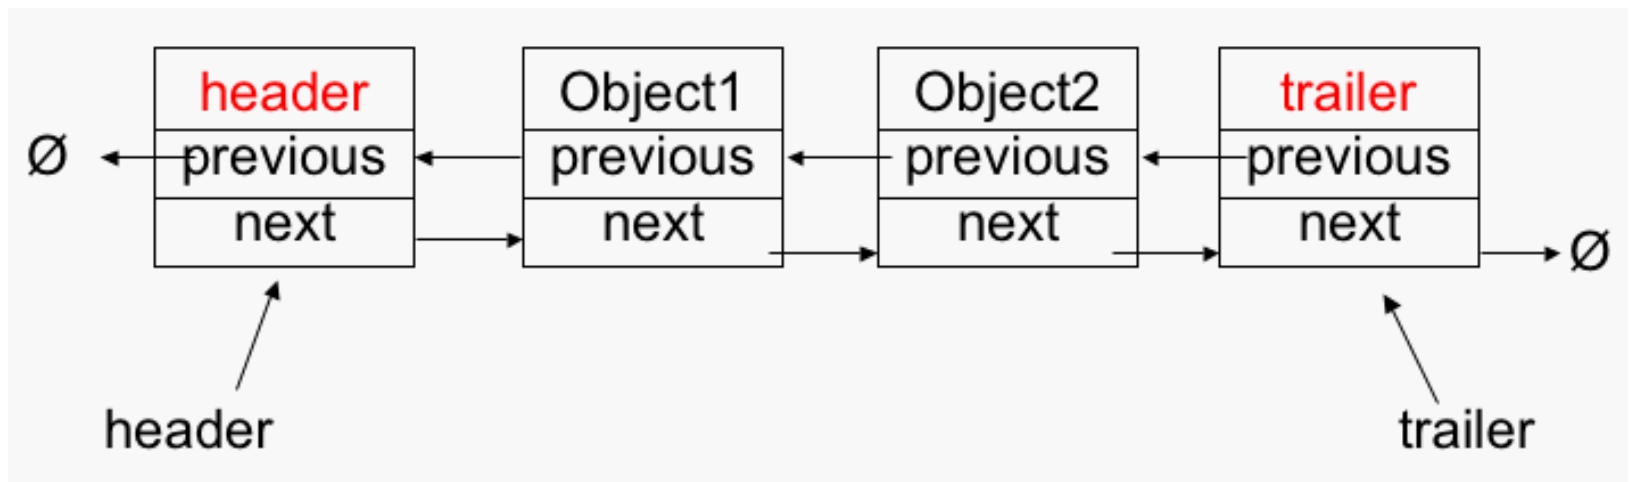 header Object1 Object2 trailer
Ø previous previous previous previous
next next next next Ø
header trailer